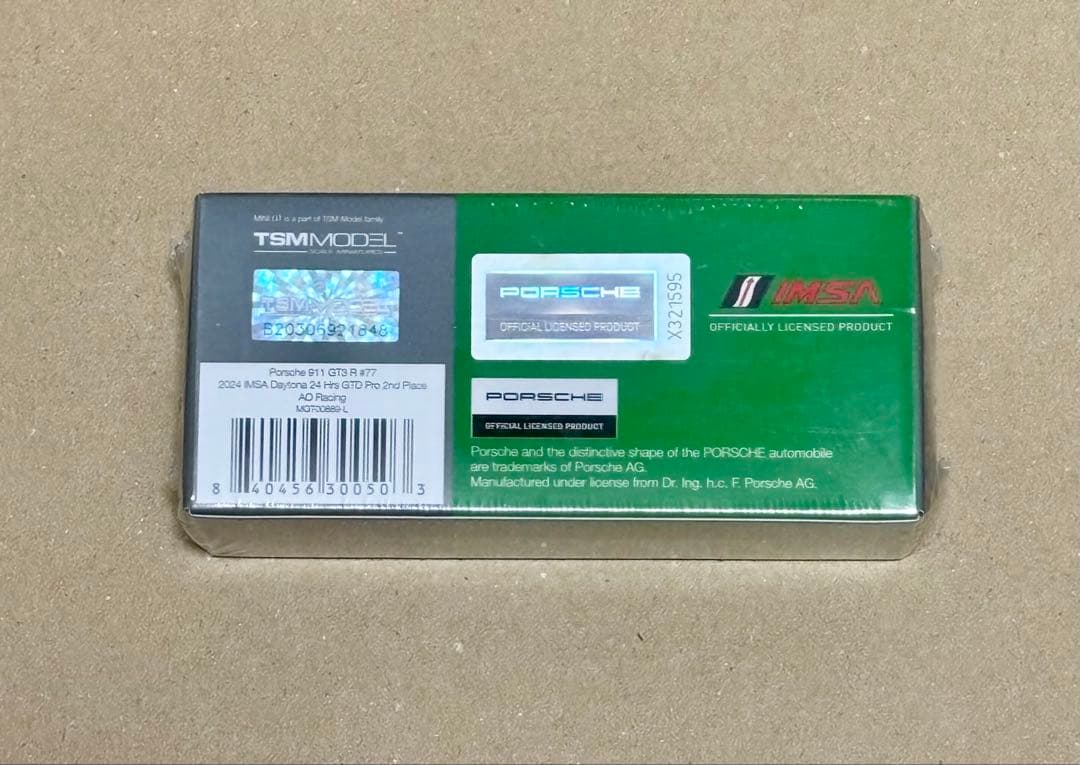 MINI GT is a part of TSM Model family
TSMMODEL™
SCALE MINIATURES
TSMMODEL
B20306921848
Porsche 911 GT3 R #77
2024 IMSA Daytona 24 Hrs GTD Pro 2nd Place
AO Racing
MGT00889-L
8 40456 30050 3
PORSCHE
OFFICIAL LICENSED PRODUCT
X321595
IMSA
OFFICIALLY LICENSED PRODUCT
PORSCHE
OFFICIAL LICENSED PRODUCT
Porsche and the distinctive shape of the PORSCHE automobile
are trademarks of Porsche AG.
Manufactured under license from Dr. Ing. h.c. F. Porsche AG.